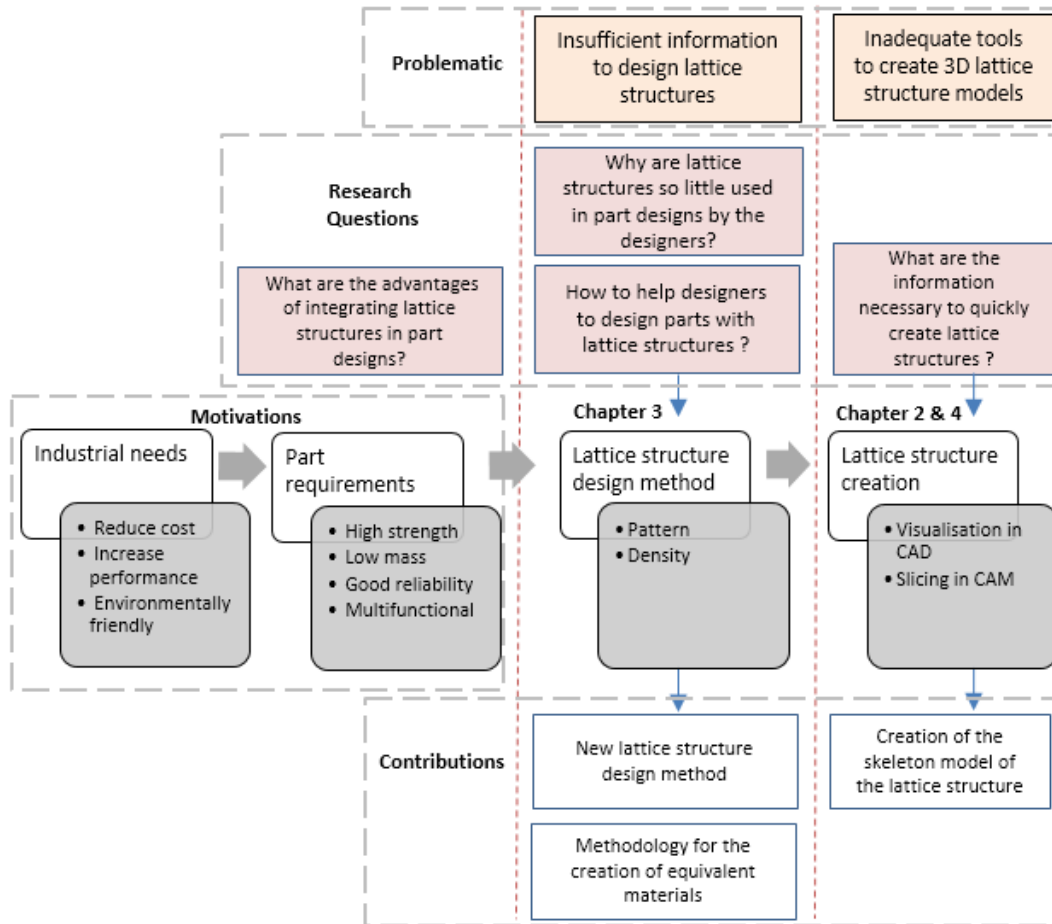 Problematic
Insufficient information
to design lattice
structures
Inadequate tools
to create 3D lattice
structure models
Research
Questions
What are the advantages
of integrating lattice
structures in part
designs?
Why are lattice
structures so little used
in part designs by the
designers?
How to help designers
to design parts with
lattice structures ?
What are the
information
necessary to quickly
create lattice
structures ?
Motivations
Industrial needs
• Reduce cost
• Increase
performance
• Environmentally
friendly
Part
requirements
• High strength
• Low mass
• Good reliability
• Multifunctional
Chapter 3
Lattice structure
design method
• Pattern
• Density
Chapter 2 & 4
Lattice structure
creation
• Visualisation in
CAD
• Slicing in CAM
Contributions
New lattice structure
design method
Methodology for the
creation of equivalent
materials
Creation of the
skeleton model of
the lattice structure